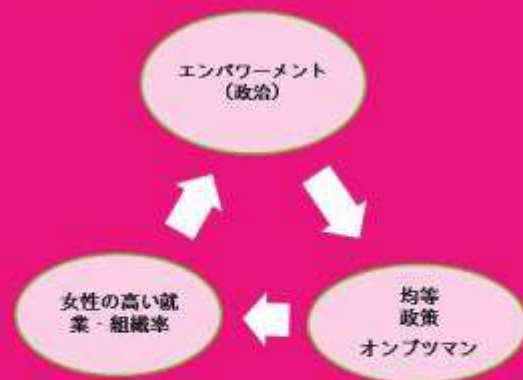 エンパワーメント
(政治)
女性の高い就
業・組織率
均等
政策
オンブツマン